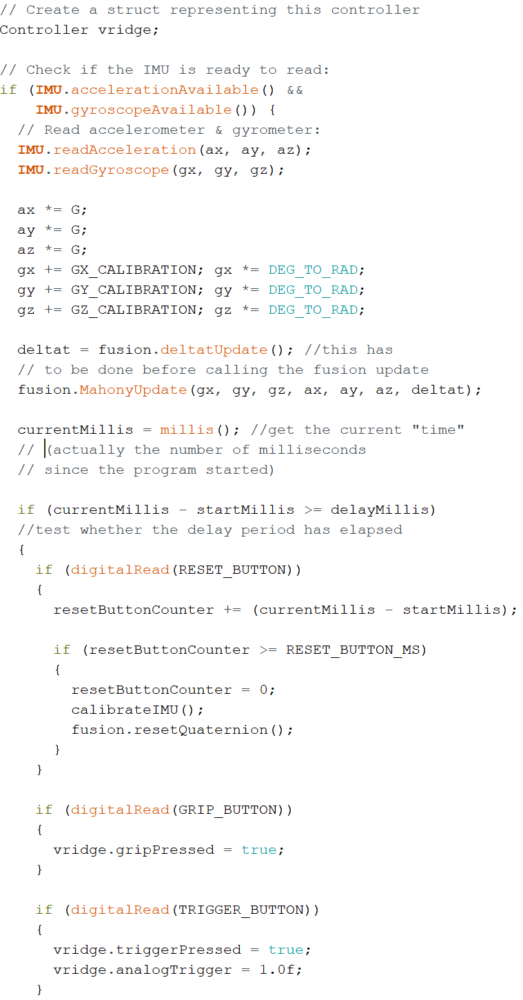 // Create a struct representing this controller
Controller vridge;
// Check if the IMU is ready to read:
if (IMU.accelerationAvailable() &&
IMU.gyroscopeAvailable()) {
// Read accelerometer & gyrometer:
IMU.readAcceleration(ax, ay, az);
IMU.readGyroscope(gx, gy, gz);
ax *= G;
ay *= G;
az *= G;
gx += GX_CALIBRATION; gx *= DEG_TO_RAD;
gy += GY_CALIBRATION; gy *= DEG_TO_RAD;
gz += GZ_CALIBRATION; gz *= DEG_TO_RAD;
deltat = fusion.deltatUpdate(); //this has
// to be done before calling the fusion update
fusion.MahonyUpdate(gx, gy, gz, ax, ay, az, deltat);
currentMillis = millis(); //get the current "time"
// (actually the number of milliseconds
// since the program started)
if (currentMillis - startMillis >= delayMillis)
//test whether the delay period has elapsed
{
if (digitalRead(RESET_BUTTON))
{
resetButtonCounter += (currentMillis - startMillis);
if (resetButtonCounter >= RESET_BUTTON_MS)
{
resetButtonCounter = 0;
calibrateIMU();
fusion.resetQuaternion();
}
}
if (digitalRead(GRIP_BUTTON))
{
vridge.gripPressed = true;
}
if (digitalRead(TRIGGER_BUTTON))
{
vridge.triggerPressed = true;
vridge.analogTrigger = 1.0f;
}